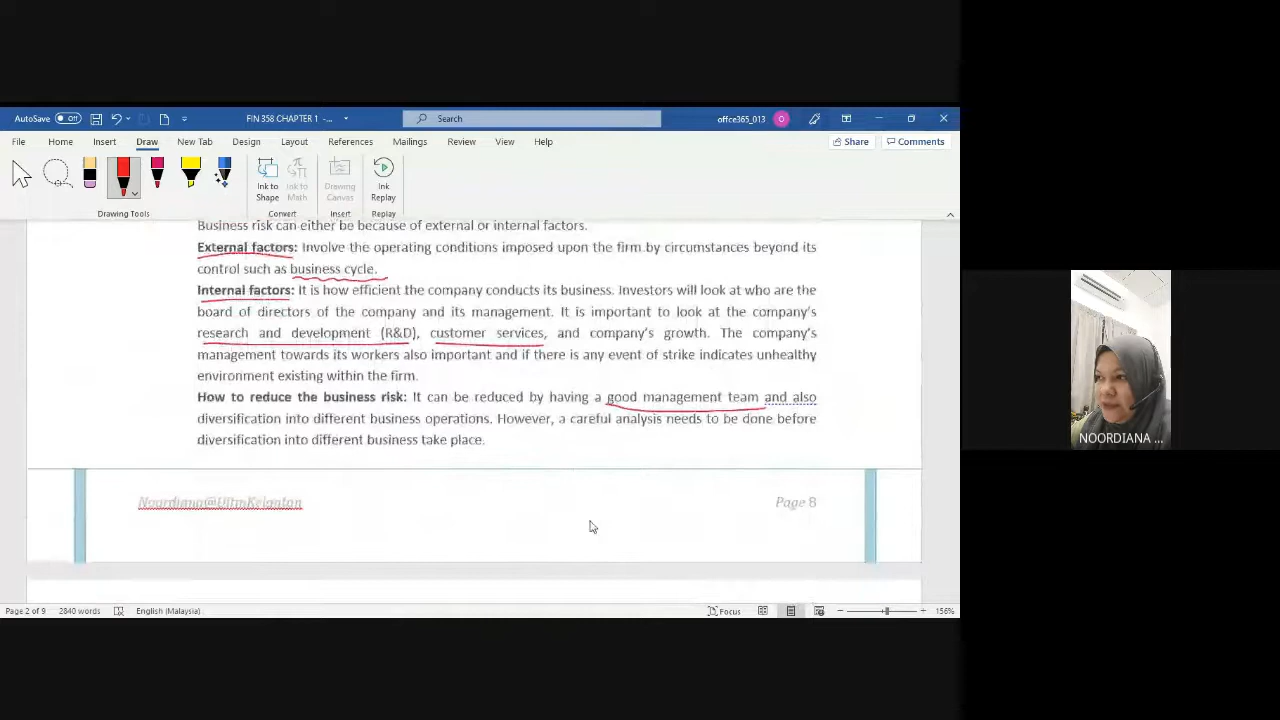 AutoSave Off FIN 358 CHAPTER 1 -... Search offce365_013 O
File Home Insert Draw New Tab Design Layout References Mailings Review View Help Share Comments
Ink to Shape Ink to Math Drawing Canvas Ink Replay
Drawing Tools Convert Insert Replay
Business risk can either be because of external or internal factors.
External factors: Involve the operating conditions imposed upon the firm by circumstances beyond its
control such as business cycle.
Internal factors: It is how efficient the company conducts its business. Investors will look at who are the
board of directors of the company and its management. It is important to look at the company's
research and development (R&D), customer services, and company's growth. The company's
management towards its workers also important and if there is any event of strike indicates unhealthy
environment existing within the firm.
How to reduce the business risk: It can be reduced by having a good management team and also
diversification into different business operations. However, a careful analysis needs to be done before
diversification into different business take place.
NOORDIANA ...
Noordiana@UitmKelantan Page 8
Page 2 of 9 2840 words English (Malaysia) Focus 156%